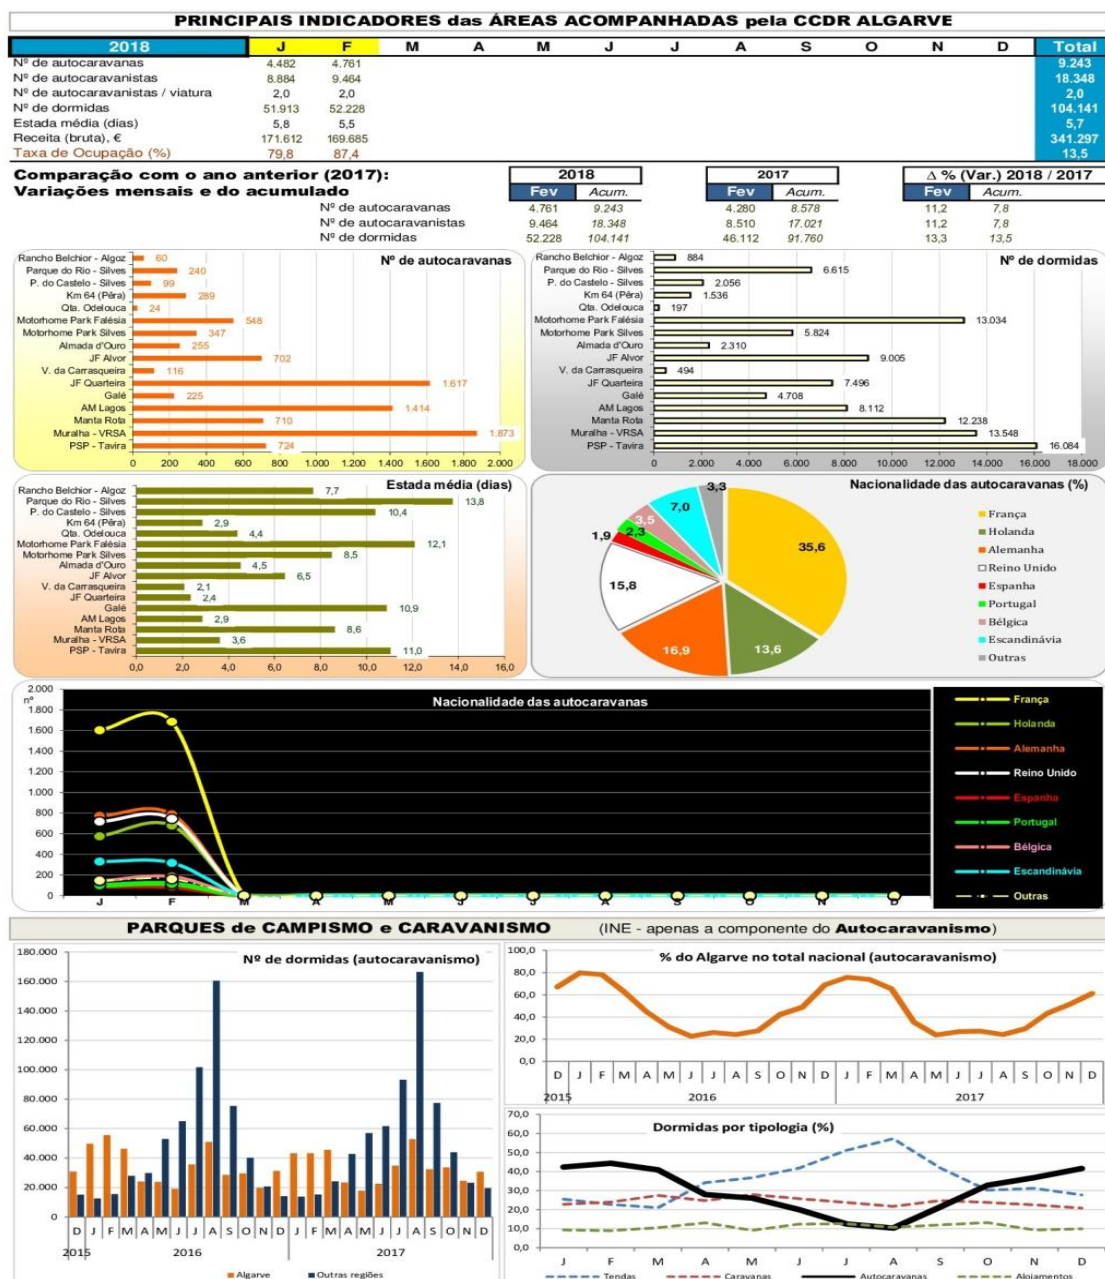 PRINCIPAIS INDICADORES das ÁREAS ACOMPANHADAS pela CCDR ALGARVE
2018 J F M A M J J A S O N D Total
Nº de autocaravanas 4.482 4.761 9.243
Nº de autocaravanistas 8.884 9.464 18.348
Nº de autocaravanistas / viatura 2,0 2,0 2,0
Nº de dormidas 51.913 52.228 104.141
Estada média (dias) 5,8 5,5 5,7
Receita (bruta), € 171.612 169.685 341.297
Taxa de Ocupação (%) 79,8 87,4 13,5
Comparação com o ano anterior (2017): 2018 2017 Δ % (Var.) 2018 / 2017
Variações mensais e do acumulado Fev Acum. Fev Acum. Fev Acum.
Nº de autocaravanas 4.761 9.243 4.280 8.578 11,2 7,8
Nº de autocaravanistas 9.464 18.348 8.510 17.021 11,2 7,8
Nº de dormidas 52.228 104.141 46.112 91.760 13,3 13,5
Nº de autocaravanas
Rancho Belchior - Algoz 60
Parque do Rio - Silves 240
P. do Castelo - Silves 99
Km 64 (Pêra) 289
Qta. Odelouca 24
Motorhome Park Falésia 548
Motorhome Park Silves 347
Almada d'Ouro 255
JF Alvor 702
V. da Carrasqueira 116
JF Quarteira 1.617
Galé 225
AM Lagos 1.414
Manta Rota 710
Muralha - VRSA 1.873
PSP - Tavira 724
0 200 400 600 800 1.000 1.200 1.400 1.600 1.800 2.000
Nº de dormidas
Rancho Belchior - Algoz 884
Parque do Rio - Silves 6.615
P. do Castelo - Silves 2.056
Km 64 (Pêra) 1.536
Qta. Odelouca 197
Motorhome Park Falésia 13.034
Motorhome Park Silves 5.824
Almada d'Ouro 2.310
JF Alvor 9.005
V. da Carrasqueira 494
JF Quarteira 7.496
Galé 4.708
AM Lagos 8.112
Manta Rota 12.238
Muralha - VRSA 13.548
PSP - Tavira 16.084
0 2.000 4.000 6.000 8.000 10.000 12.000 14.000 16.000 18.000
Estada média (dias)
Rancho Belchior - Algoz 7,7
Parque do Rio - Silves 13,8
P. do Castelo - Silves 10,4
Km 64 (Pêra) 2,9
Qta. Odelouca 4,4
Motorhome Park Falésia 12,1
Motorhome Park Silves 8,5
Almada d'Ouro 4,5
JF Alvor 6,5
V. da Carrasqueira 2,1
JF Quarteira 2,4
Galé 10,9
AM Lagos 2,9
Manta Rota 8,6
Muralha - VRSA 3,6
PSP - Tavira 11,0
0,0 2,0 4,0 6,0 8,0 10,0 12,0 14,0 16,0
Nacionalidade das autocaravanas (%)
35,6
13,6
16,9
15,8
1,9
2,3
3,5
7,0
3,3
França
Holanda
Alemanha
Reino Unido
Espanha
Portugal
Bélgica
Escandinávia
Outras
Nacionalidade das autocaravanas
nº
2.000
1.800
1.600
1.400
1.200
1.000
800
600
400
200
0
J F M A M J J A S O N D
França
Holanda
Alemanha
Reino Unido
Espanha
Portugal
Bélgica
Escandinávia
Outras
PARQUES de CAMPISMO e CARAVANISMO (INE - apenas a componente do Autocaravanismo)
Nº de dormidas (autocaravanismo)
180.000
160.000
140.000
120.000
100.000
80.000
60.000
40.000
20.000
0
D J F M A M J J A S O N D J F M A M J J A S O N D
2015 2016 2017
Algarve Outras regiões
% do Algarve no total nacional (autocaravanismo)
100,0
80,0
60,0
40,0
20,0
0,0
D J F M A M J J A S O N D J F M A M J J A S O N D
2015 2016 2017
Dormidas por tipologia (%)
70,0
60,0
50,0
40,0
30,0
20,0
10,0
0,0
J F M A M J J A S O N D
Tendas Caravanas Autocaravanas Alojamentos